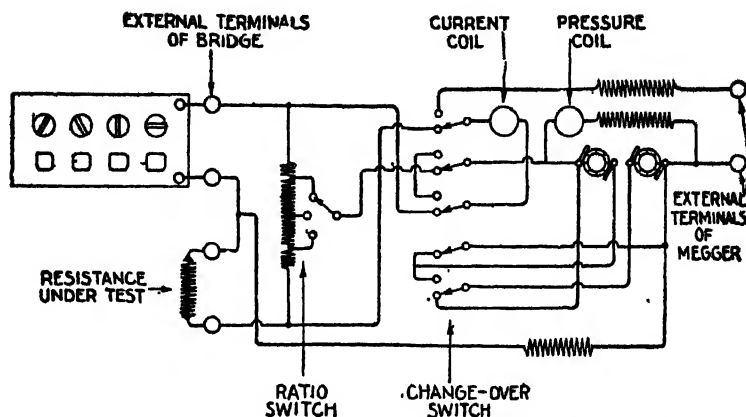 EXTERNAL TERMINALS
OF BRIDGE
CURRENT
COIL
PRESSURE
COIL
EXTERNAL
TERMINALS
OF
MEGGER
RESISTANCE
UNDER TEST
RATIO
SWITCH
CHANGE-OVER
SWITCH